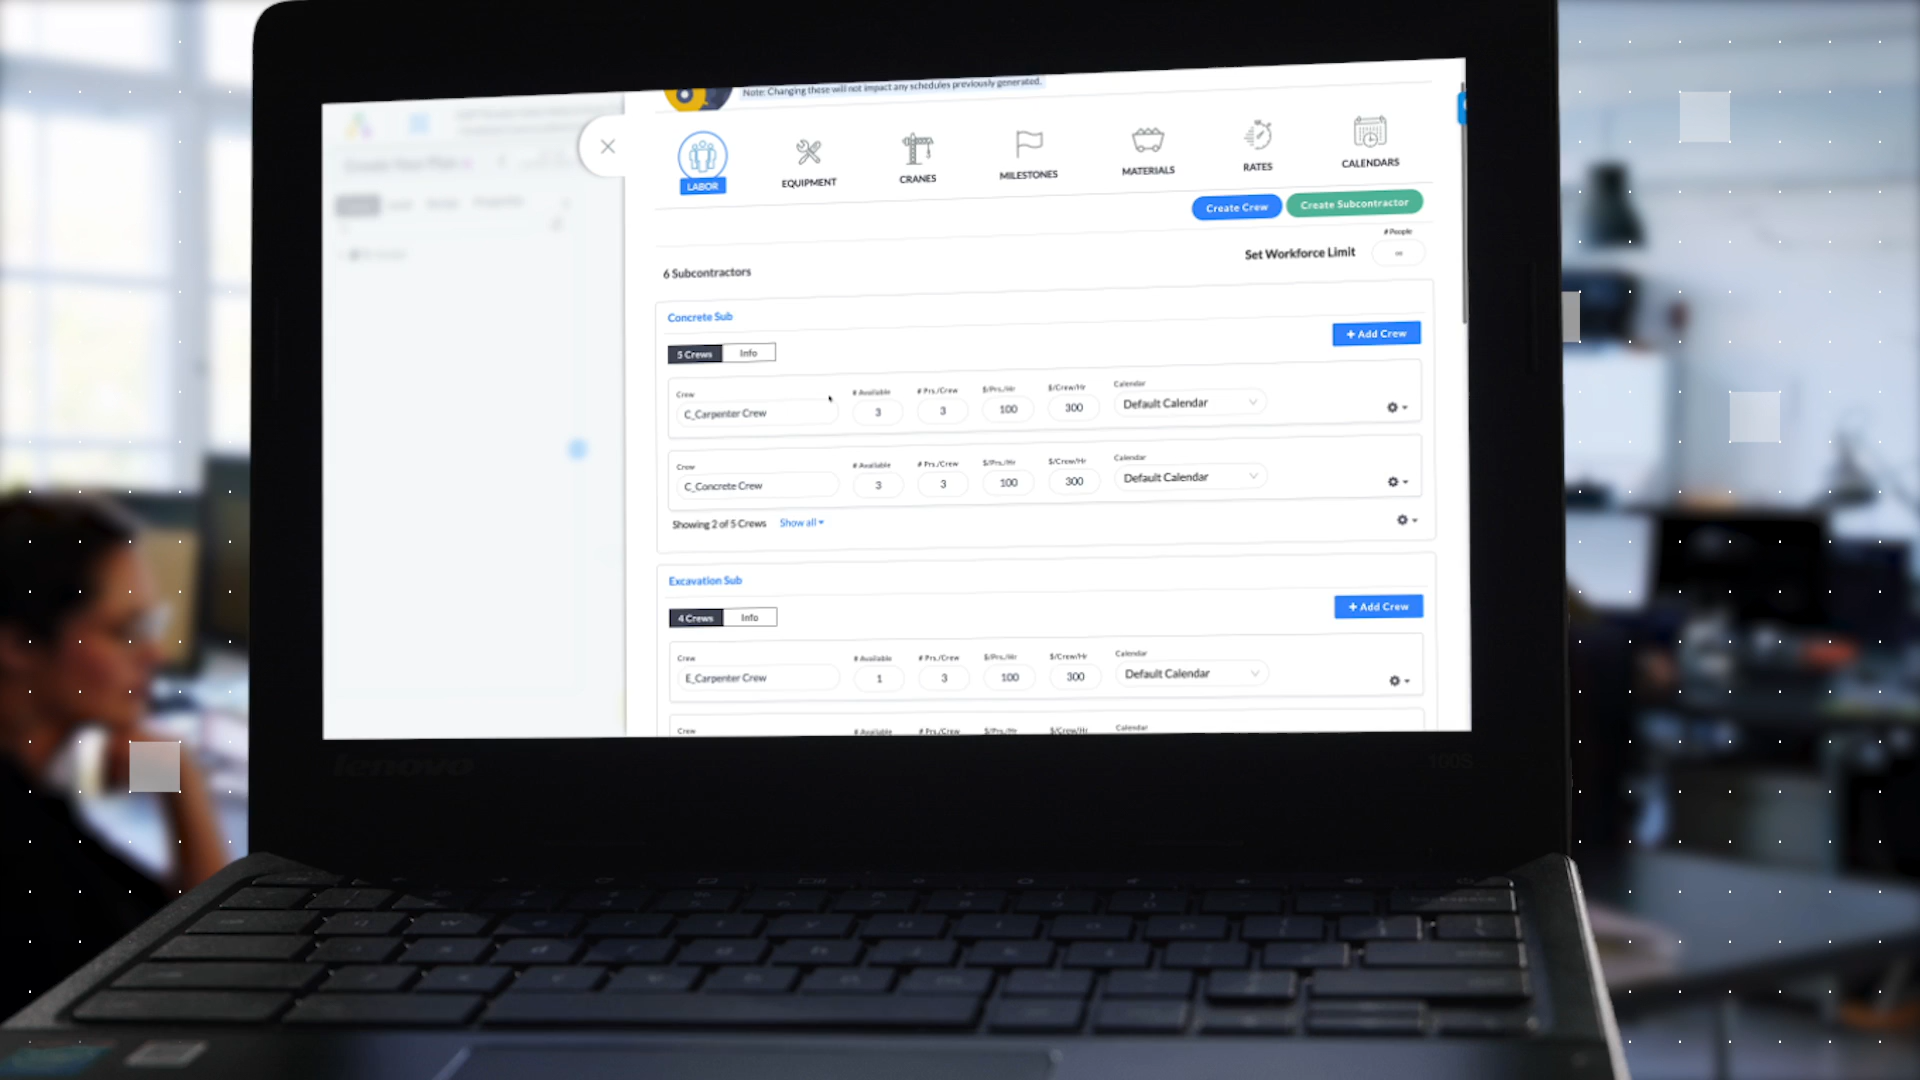 Note: Changing these will not impact any schedules previously generated.
LABOR
EQUIPMENT
CRANES
MILESTONES
MATERIALS
RATES
CALENDARS
Create Crew
Create Subcontractor
# People
Set Workforce Limit
∞
6 Subcontractors
Concrete Sub
+ Add Crew
5 Crews Info
Crew # Available # Prs./Crew $/Prs./Hr $/Crew/Hr Calendar
C_Carpenter Crew 3 3 100 300 Default Calendar
Crew # Available # Prs./Crew $/Prs./Hr $/Crew/Hr Calendar
C_Concrete Crew 3 3 100 300 Default Calendar
Showing 2 of 5 Crews Show all
Excavation Sub
+ Add Crew
4 Crews Info
Crew # Available # Prs./Crew $/Prs./Hr $/Crew/Hr Calendar
E_Carpenter Crew 1 3 100 300 Default Calendar
Crew # Available # Prs./Crew $/Prs./Hr $/Crew/Hr Calendar
lenovo
100S